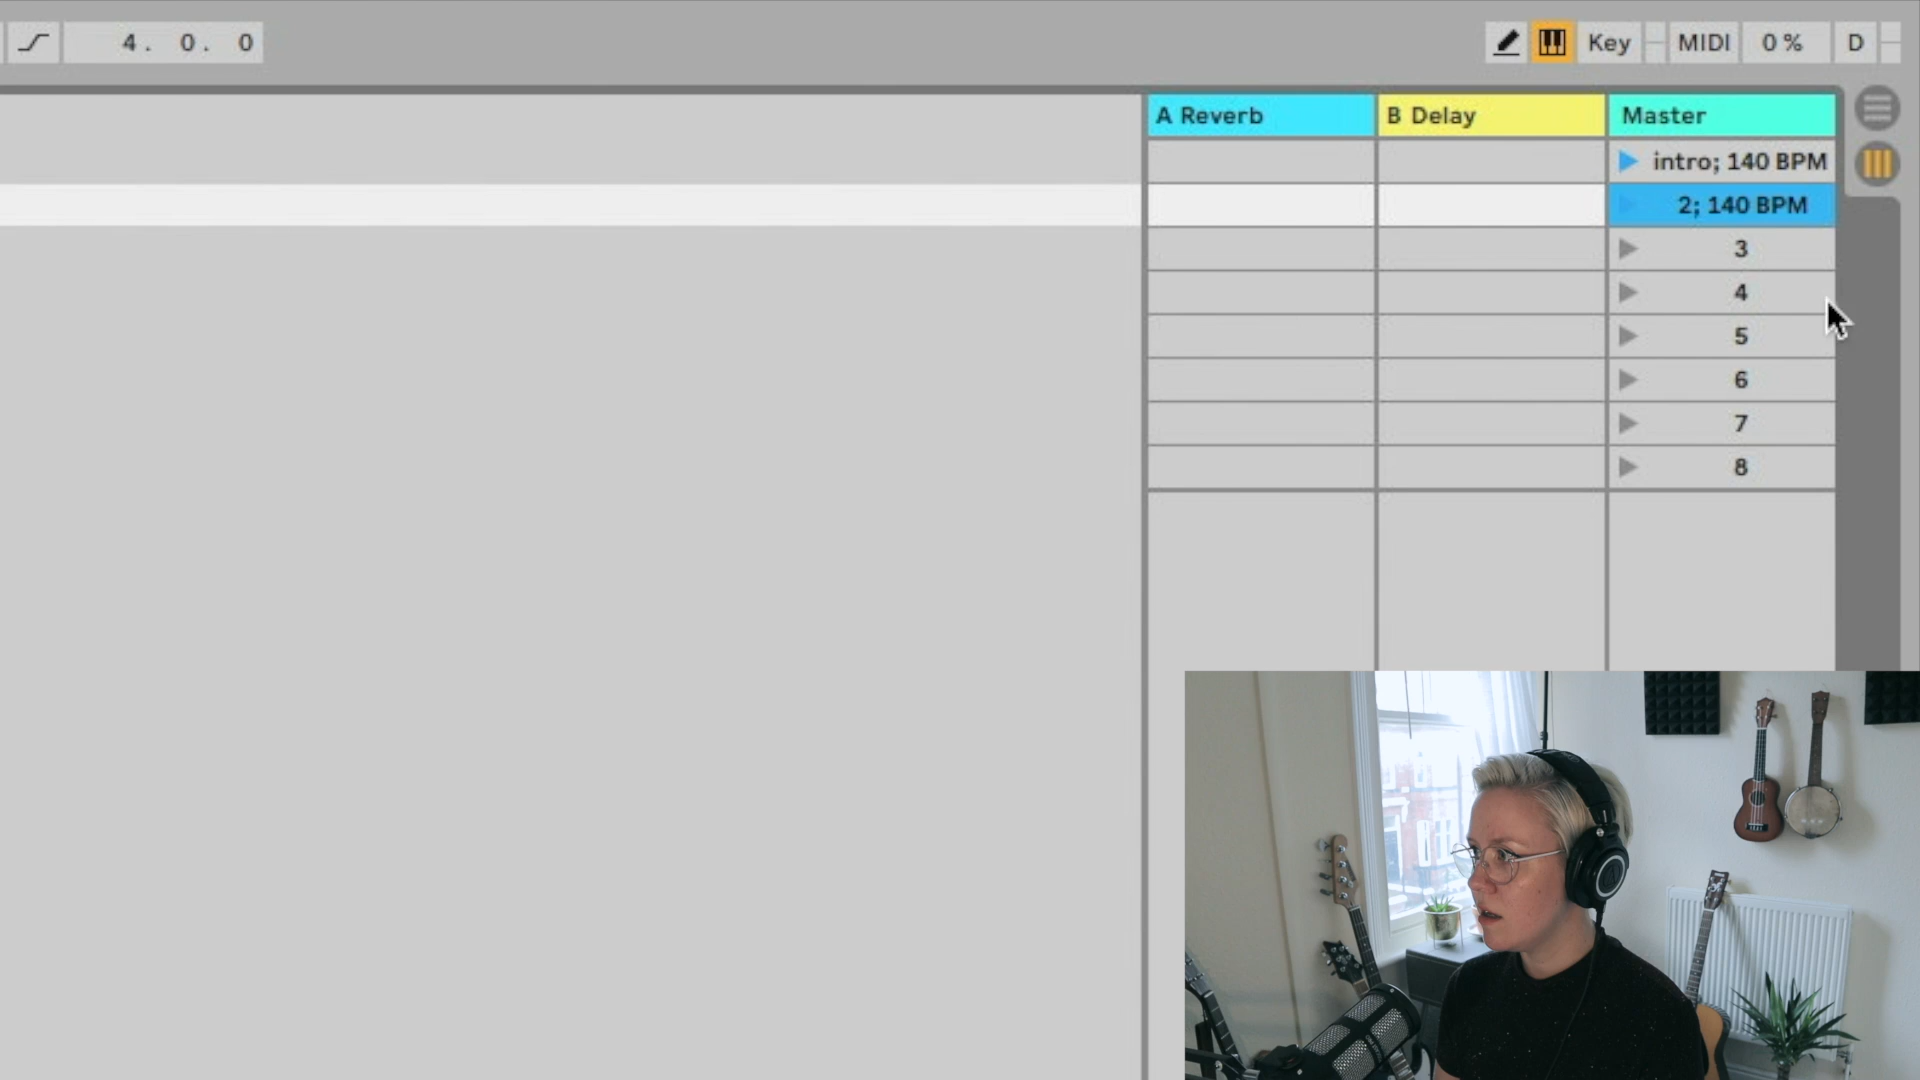 4. 0. 0
Key
MIDI
0 %
D
A Reverb
B Delay
Master
intro; 140 BPM
2; 140 BPM
3
4
5
6
7
8